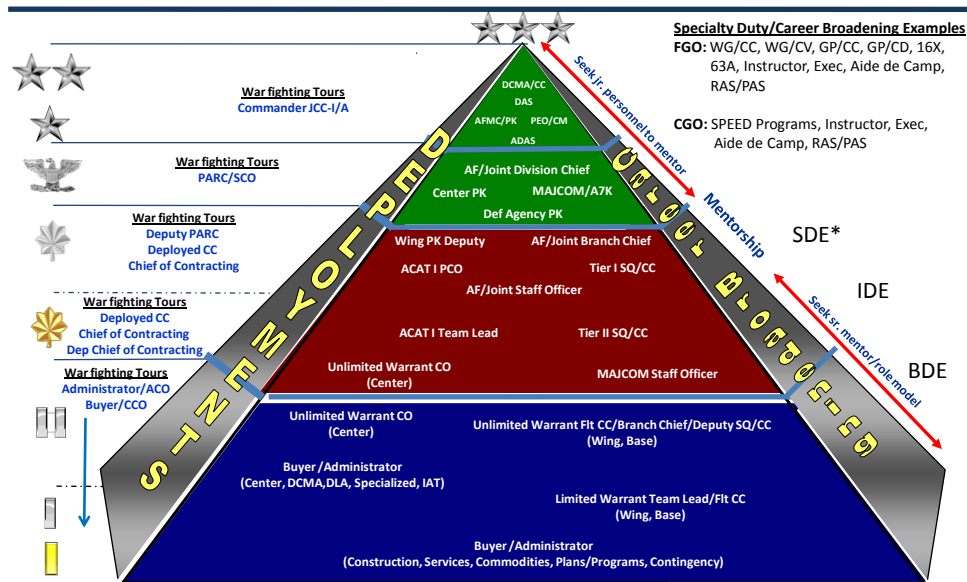 Specialty Duty/Career Broadening Examples
FGO: WG/CC, WG/CV, GP/CC, GP/CD, 16X,
63A, Instructor, Exec, Aide de Camp,
RAS/PAS
CGO: SPEED Programs, Instructor, Exec,
Aide de Camp, RAS/PAS
War fighting Tours
Commander JCC-I/A
War fighting Tours
PARC/SCO
War fighting Tours
Deputy PARC
Deployed CC
Chief of Contracting
War fighting Tours
Deployed CC
Chief of Contracting
Dep Chief of Contracting
War fighting Tours
Administrator/ACO
Buyer/CCO
DEPLOYMENTS
DCMA/CC
DAS
AFMC/PK PEO/CM
ADAS
AF/Joint Division Chief
Center PK MAJCOM/A7K
Def Agency PK
Wing PK Deputy AF/Joint Branch Chief
ACAT I PCO Tier I SQ/CC
AF/Joint Staff Officer
ACAT I Team Lead Tier II SQ/CC
Unlimited Warrant CO
(Center)
MAJCOM Staff Officer
Unlimited Warrant CO
(Center)
Unlimited Warrant Flt CC/Branch Chief/Deputy SQ/CC
(Wing, Base)
Buyer/Administrator
(Center, DCMA,DLA, Specialized, IAT)
Limited Warrant Team Lead/Flt CC
(Wing, Base)
Buyer/Administrator
(Construction, Services, Commodities, Plans/Programs, Contingency)
Career Broadening
Seek jr. personnel to mentor
Mentorship
Seek sr. mentor/role model
SDE*
IDE
BDE